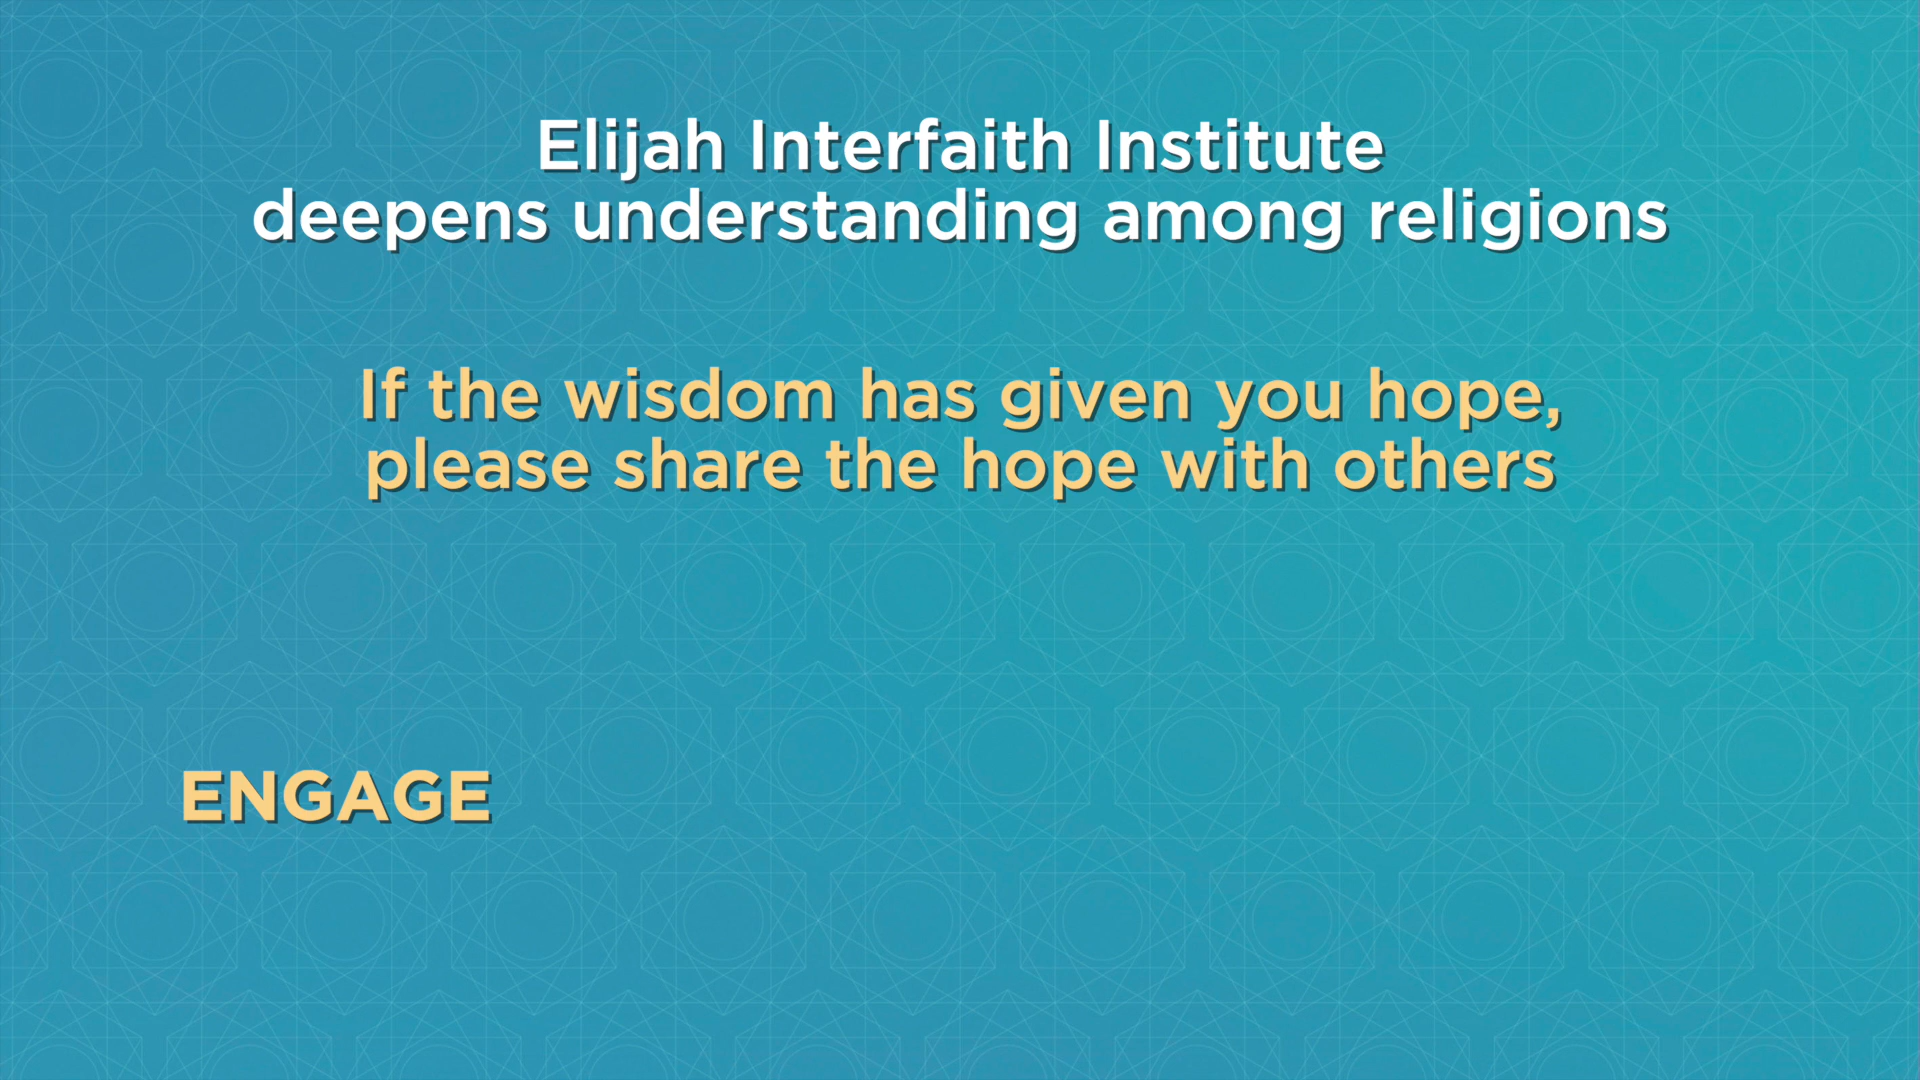 Elijah Interfaith Institute
deepens understanding among religions
If the wisdom has given you hope,
please share the hope with others
ENGAGE